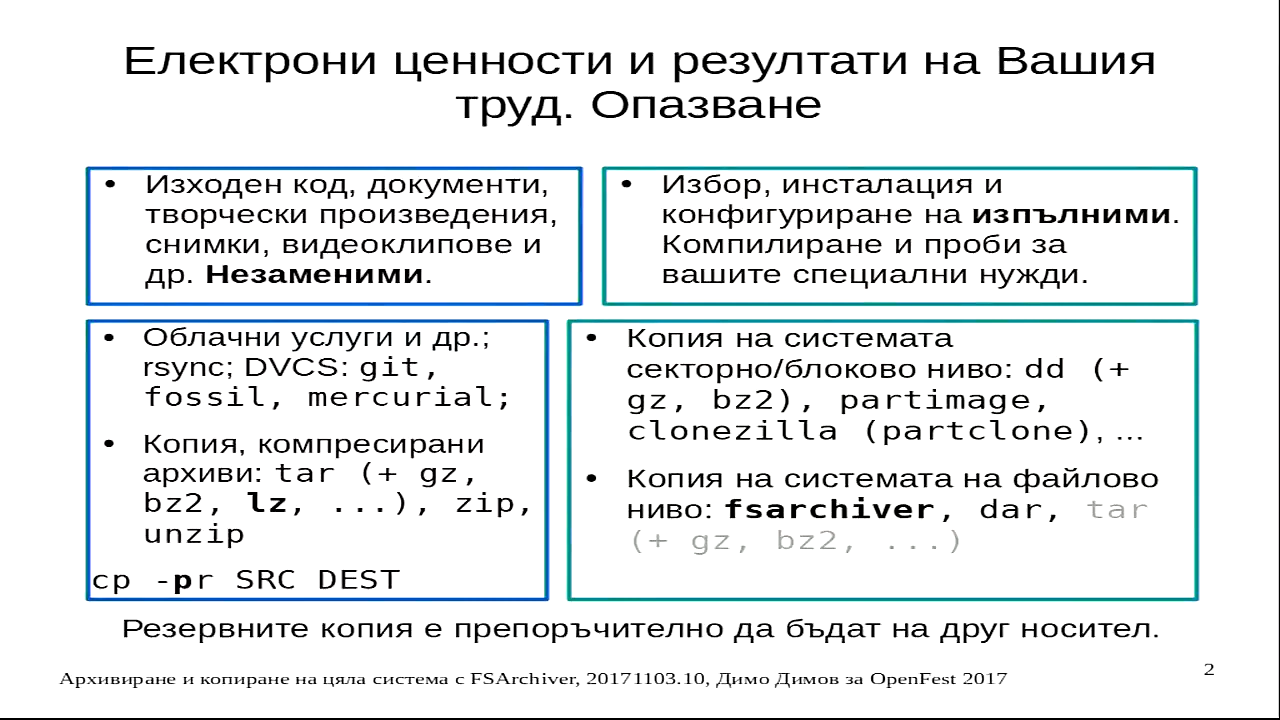 Електрони ценности и резултати на Вашия
труд. Опазване
• Изходен код, документи,
творчески произведения,
снимки, видеоклипове и
др. Незаменими.
• Избор, инсталация и
конфигуриране на изпълними.
Компилиране и проби за
вашите специални нужди.
• Облачни услуги и др.;
rsync; DVCS: git,
fossil, mercurial;
• Копия, компресирани
архиви: tar (+ gz,
bz2, lz, ...), zip,
unzip
cp -pr SRC DEST
• Копия на системата
секторно/блоково ниво: dd (+
gz, bz2), partimage,
clonezilla (partclone), ...
• Копия на системата на файлово
ниво: fsarchiver, dar, tar
(+ gz, bz2, ...)
Резервните копия е препоръчително да бъдат на друг носител.
Архивиране и копиране на цяла система с FSArchiver, 20171103.10, Димо Димов за OpenFest 2017
2